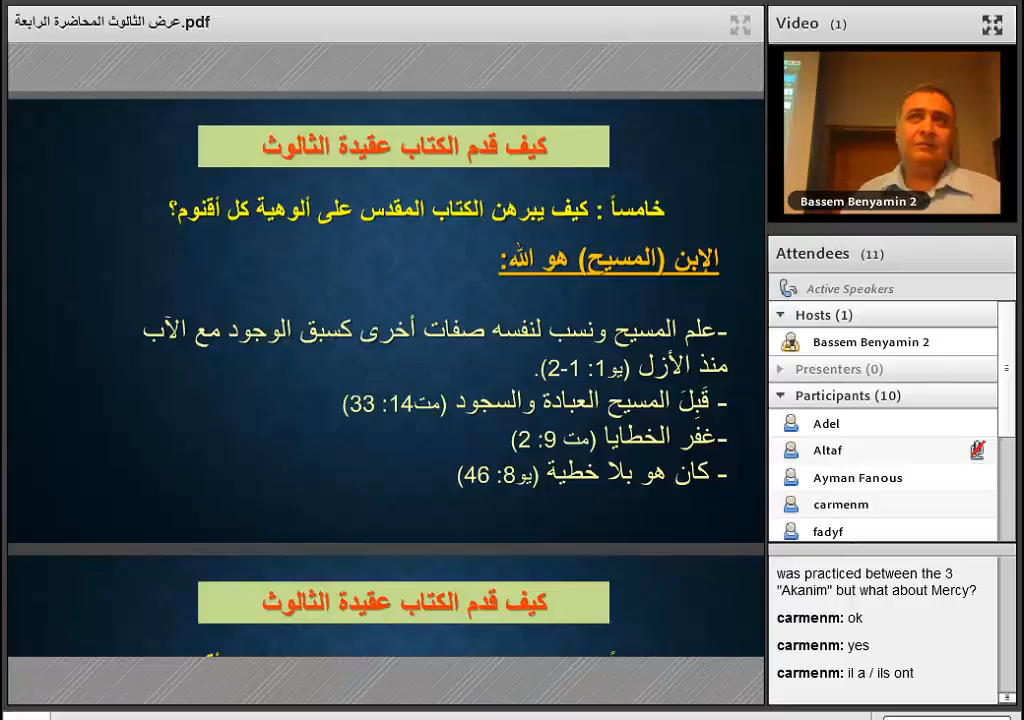 عرض الثالوث المحاضرة الرابعة.pdf
كيف قدم الكتاب عقيدة الثالوث
خامساً : كيف يبرهن الكتاب المقدس على ألوهية كل أقنوم؟
الإبن (المسيح) هو الله:
-علم المسيح ونسب لنفسه صفات أخرى كسبق الوجود مع الآب
منذ الأزل (يو1: 1-2).
- قَبِلَ المسيح العبادة والسجود (مت14: 33)
-غفر الخطايا (مت 9: 2)
- كان هو بلا خطية (يو8: 46)
كيف قدم الكتاب عقيدة الثالوث
Video (1)
Bassem Benyamin 2
Attendees (11)
Active Speakers
Hosts (1)
Bassem Benyamin 2
Presenters (0)
Participants (10)
Adel
Altaf
Ayman Fanous
carmenm
fadyf
was practiced between the 3
"Akanim" but what about Mercy?
carmenm: ok
carmenm: yes
carmenm: il a / ils ont